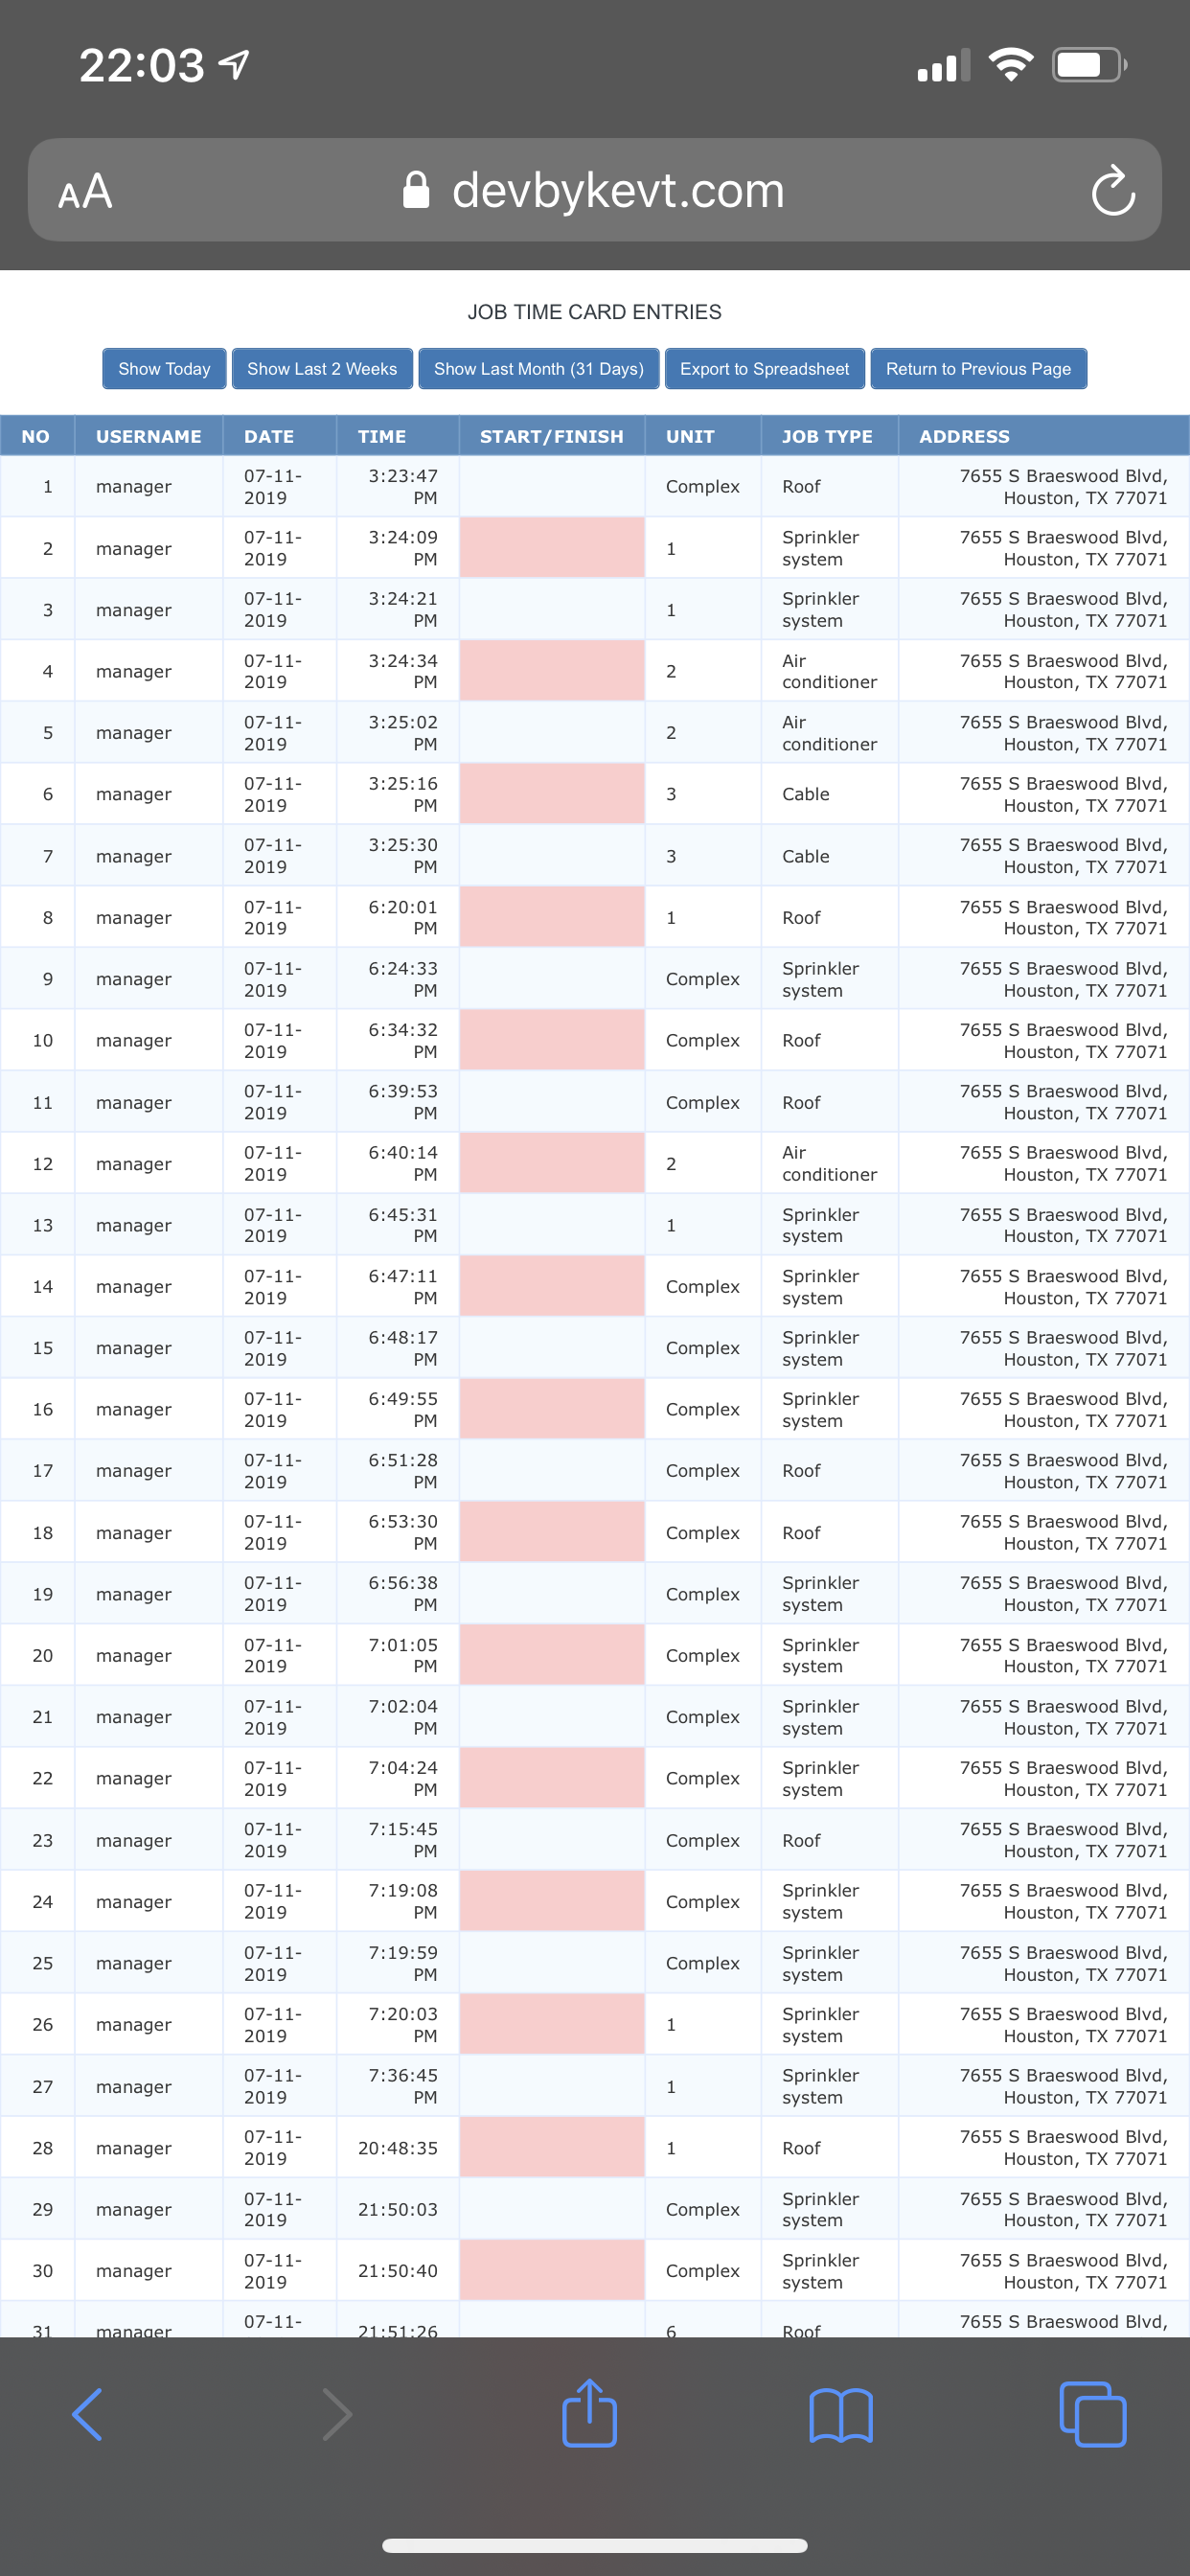 22:03
AA devbykevt.com
JOB TIME CARD ENTRIES
Show Today Show Last 2 Weeks Show Last Month (31 Days) Export to Spreadsheet Return to Previous Page
NO USERNAME DATE TIME START/FINISH UNIT JOB TYPE ADDRESS
1 manager 07-11-2019 3:23:47 PM Complex Roof 7655 S Braeswood Blvd, Houston, TX 77071
2 manager 07-11-2019 3:24:09 PM 1 Sprinkler system 7655 S Braeswood Blvd, Houston, TX 77071
3 manager 07-11-2019 3:24:21 PM 1 Sprinkler system 7655 S Braeswood Blvd, Houston, TX 77071
4 manager 07-11-2019 3:24:34 PM 2 Air conditioner 7655 S Braeswood Blvd, Houston, TX 77071
5 manager 07-11-2019 3:25:02 PM 2 Air conditioner 7655 S Braeswood Blvd, Houston, TX 77071
6 manager 07-11-2019 3:25:16 PM 3 Cable 7655 S Braeswood Blvd, Houston, TX 77071
7 manager 07-11-2019 3:25:30 PM 3 Cable 7655 S Braeswood Blvd, Houston, TX 77071
8 manager 07-11-2019 6:20:01 PM 1 Roof 7655 S Braeswood Blvd, Houston, TX 77071
9 manager 07-11-2019 6:24:33 PM Complex Sprinkler system 7655 S Braeswood Blvd, Houston, TX 77071
10 manager 07-11-2019 6:34:32 PM Complex Roof 7655 S Braeswood Blvd, Houston, TX 77071
11 manager 07-11-2019 6:39:53 PM Complex Roof 7655 S Braeswood Blvd, Houston, TX 77071
12 manager 07-11-2019 6:40:14 PM 2 Air conditioner 7655 S Braeswood Blvd, Houston, TX 77071
13 manager 07-11-2019 6:45:31 PM 1 Sprinkler system 7655 S Braeswood Blvd, Houston, TX 77071
14 manager 07-11-2019 6:47:11 PM Complex Sprinkler system 7655 S Braeswood Blvd, Houston, TX 77071
15 manager 07-11-2019 6:48:17 PM Complex Sprinkler system 7655 S Braeswood Blvd, Houston, TX 77071
16 manager 07-11-2019 6:49:55 PM Complex Sprinkler system 7655 S Braeswood Blvd, Houston, TX 77071
17 manager 07-11-2019 6:51:28 PM Complex Roof 7655 S Braeswood Blvd, Houston, TX 77071
18 manager 07-11-2019 6:53:30 PM Complex Roof 7655 S Braeswood Blvd, Houston, TX 77071
19 manager 07-11-2019 6:56:38 PM Complex Sprinkler system 7655 S Braeswood Blvd, Houston, TX 77071
20 manager 07-11-2019 7:01:05 PM Complex Sprinkler system 7655 S Braeswood Blvd, Houston, TX 77071
21 manager 07-11-2019 7:02:04 PM Complex Sprinkler system 7655 S Braeswood Blvd, Houston, TX 77071
22 manager 07-11-2019 7:04:24 PM Complex Sprinkler system 7655 S Braeswood Blvd, Houston, TX 77071
23 manager 07-11-2019 7:15:45 PM Complex Roof 7655 S Braeswood Blvd, Houston, TX 77071
24 manager 07-11-2019 7:19:08 PM Complex Sprinkler system 7655 S Braeswood Blvd, Houston, TX 77071
25 manager 07-11-2019 7:19:59 PM Complex Sprinkler system 7655 S Braeswood Blvd, Houston, TX 77071
26 manager 07-11-2019 7:20:03 PM 1 Sprinkler system 7655 S Braeswood Blvd, Houston, TX 77071
27 manager 07-11-2019 7:36:45 PM 1 Sprinkler system 7655 S Braeswood Blvd, Houston, TX 77071
28 manager 07-11-2019 20:48:35 1 Roof 7655 S Braeswood Blvd, Houston, TX 77071
29 manager 07-11-2019 21:50:03 Complex Sprinkler system 7655 S Braeswood Blvd, Houston, TX 77071
30 manager 07-11-2019 21:50:40 Complex Sprinkler system 7655 S Braeswood Blvd, Houston, TX 77071
31 manager 07-11- 21:51:26 6 Roof 7655 S Braeswood Blvd,